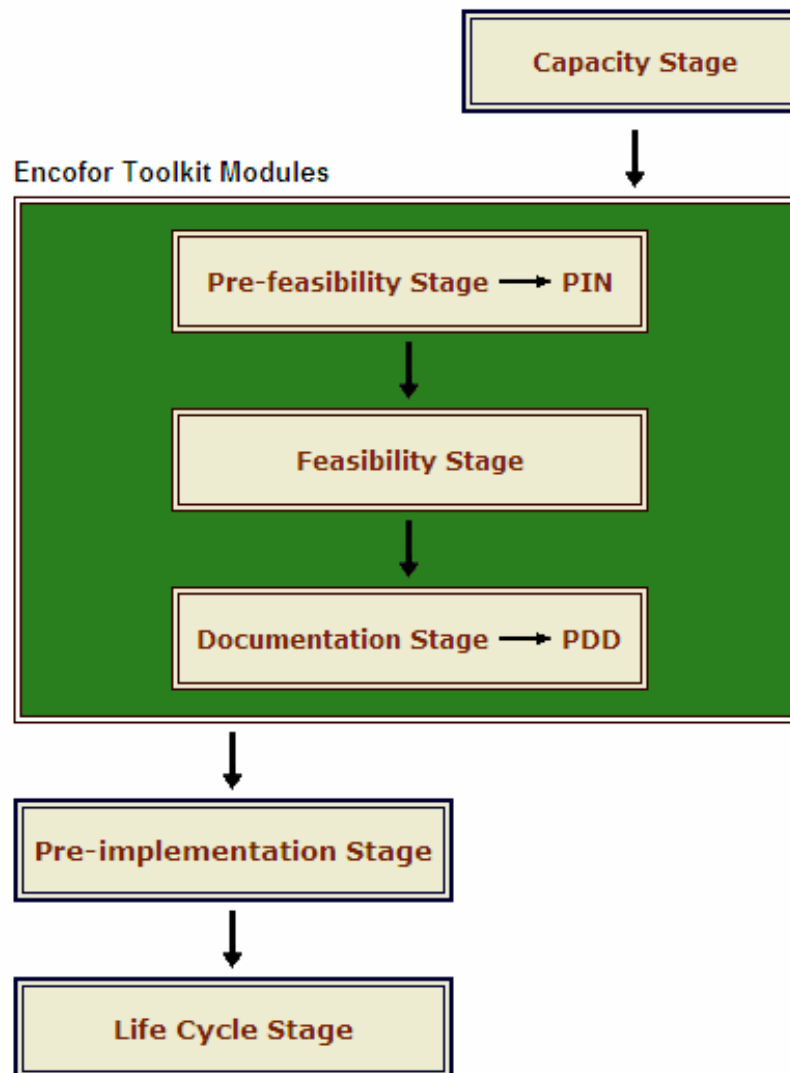 Capacity Stage
Encofor Toolkit Modules
Pre-feasibility Stage PIN
Feasibility Stage
Documentation Stage PDD
Pre-implementation Stage
Life Cycle Stage